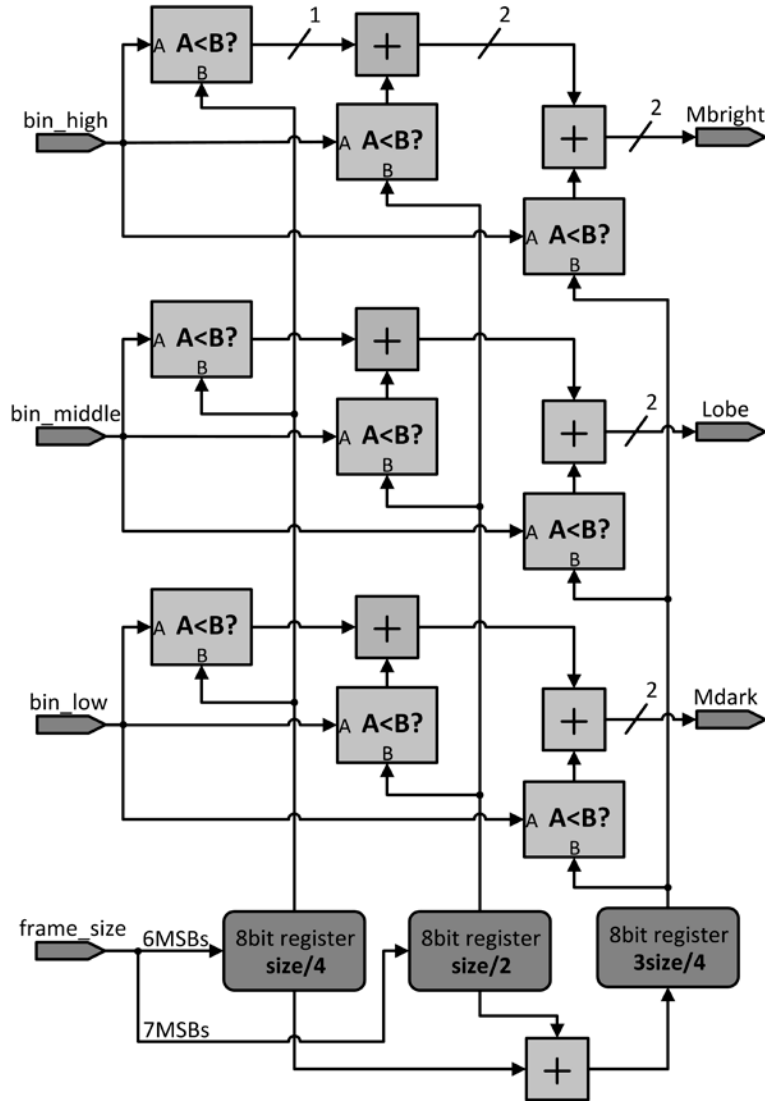 1
2
A A<B?
B
+
bin_high
A A<B?
B
+
2
Mbright
A A<B?
B
A A<B?
B
+
bin_middle
A A<B?
B
+
2
Lobe
A A<B?
B
A A<B?
B
+
bin_low
A A<B?
B
+
2
Mdark
A A<B?
B
frame_size
6MSBs
8bit register
size/4
8bit register
size/2
8bit register
3size/4
7MSBs
+